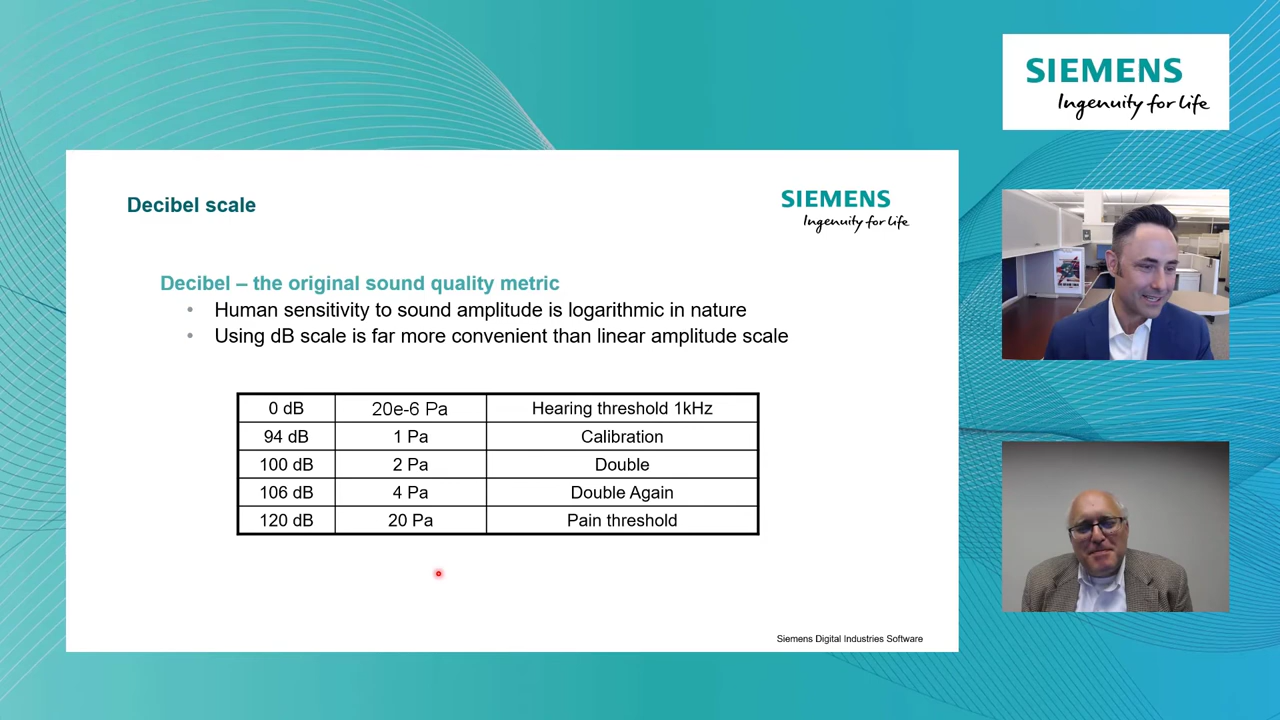 SIEMENS
Ingenuity for life
Decibel scale
SIEMENS
Ingenuity for life
Decibel – the original sound quality metric
• Human sensitivity to sound amplitude is logarithmic in nature
• Using dB scale is far more convenient than linear amplitude scale
0 dB 20e-6 Pa Hearing threshold 1kHz
94 dB 1 Pa Calibration
100 dB 2 Pa Double
106 dB 4 Pa Double Again
120 dB 20 Pa Pain threshold
Siemens Digital Industries Software